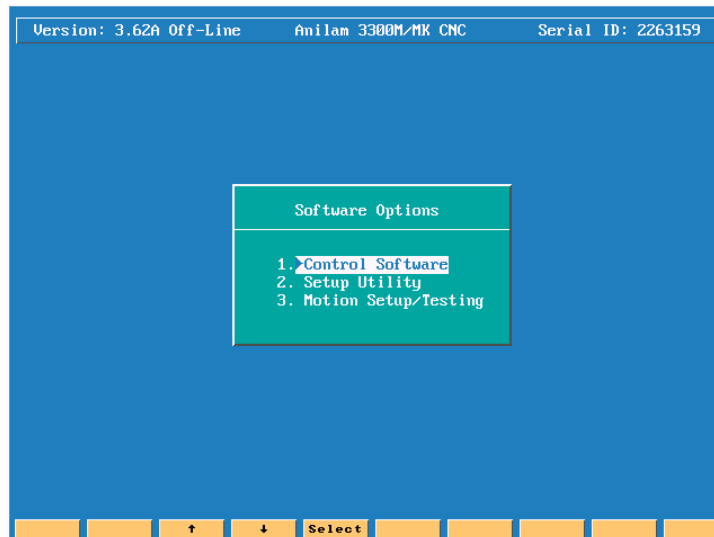 Version: 3.62A Off-Line Anilam 3300M/MK CNC Serial ID: 2263159
Software Options
1. Control Software
2. Setup Utility
3. Motion Setup/Testing
↑ ↓ Select